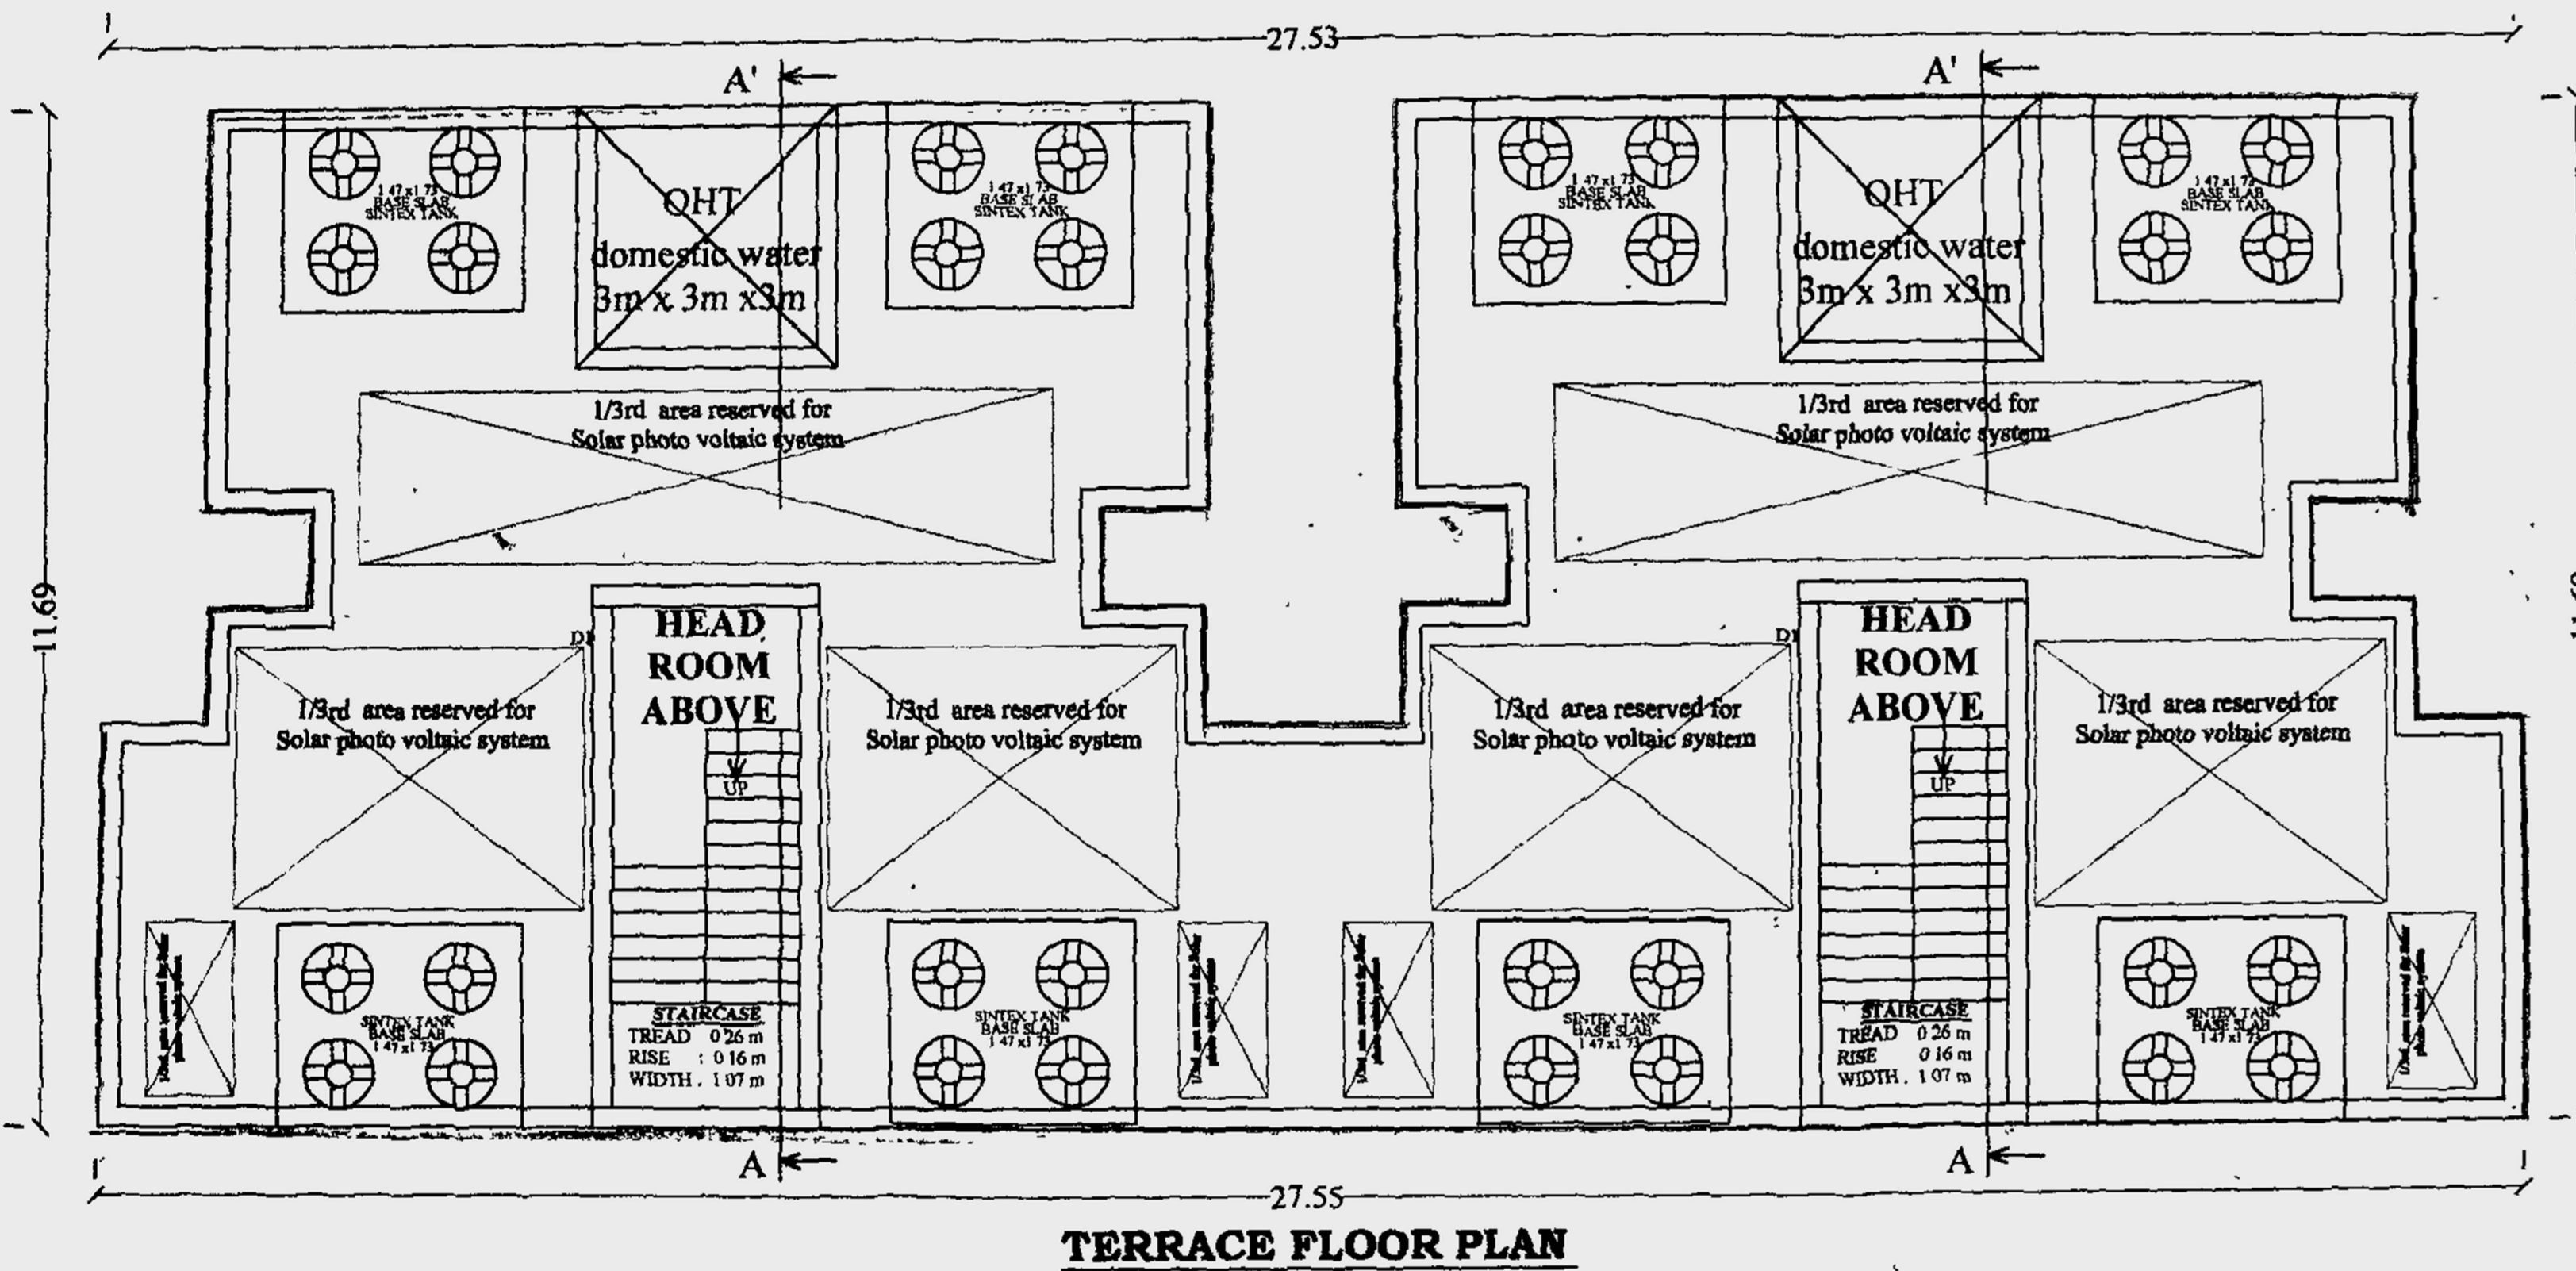 27.53
A'
A'
1 47 x1 73
BASE SLAB
SINTEX TANK
OHT
domestic water
3m x 3m x3m
1 47 x1 73
BASE SLAB
SINTEX TANK
1 47 x1 73
BASE SLAB
SINTEX TANK
OHT
domestic water
3m x 3m x3m
1 47 x1 73
BASE SLAB
SINTEX TANK
1/3rd area reserved for
Solar photo voltaic system
1/3rd area reserved for
Solar photo voltaic system
11.69
HEAD
ROOM
ABOVE
HEAD
ROOM
ABOVE
1/3rd area reserved for
Solar photo voltaic system
1/3rd area reserved for
Solar photo voltaic system
1/3rd area reserved for
Solar photo voltaic system
1/3rd area reserved for
Solar photo voltaic system
UP
UP
SINTEX TANK
BASE SLAB
1 47 x1 73
STAIRCASE
TREAD 0 26 m
RISE : 0 16 m
WIDTH . 1 07 m
SINTEX TANK
BASE SLAB
1 47 x1 73
SINTEX TANK
BASE SLAB
1 47 x1 73
STAIRCASE
TREAD 0 26 m
RISE 0 16 m
WIDTH . 1 07 m
SINTEX TANK
BASE SLAB
1 47 x1 73
A
A
27.55
TERRACE FLOOR PLAN